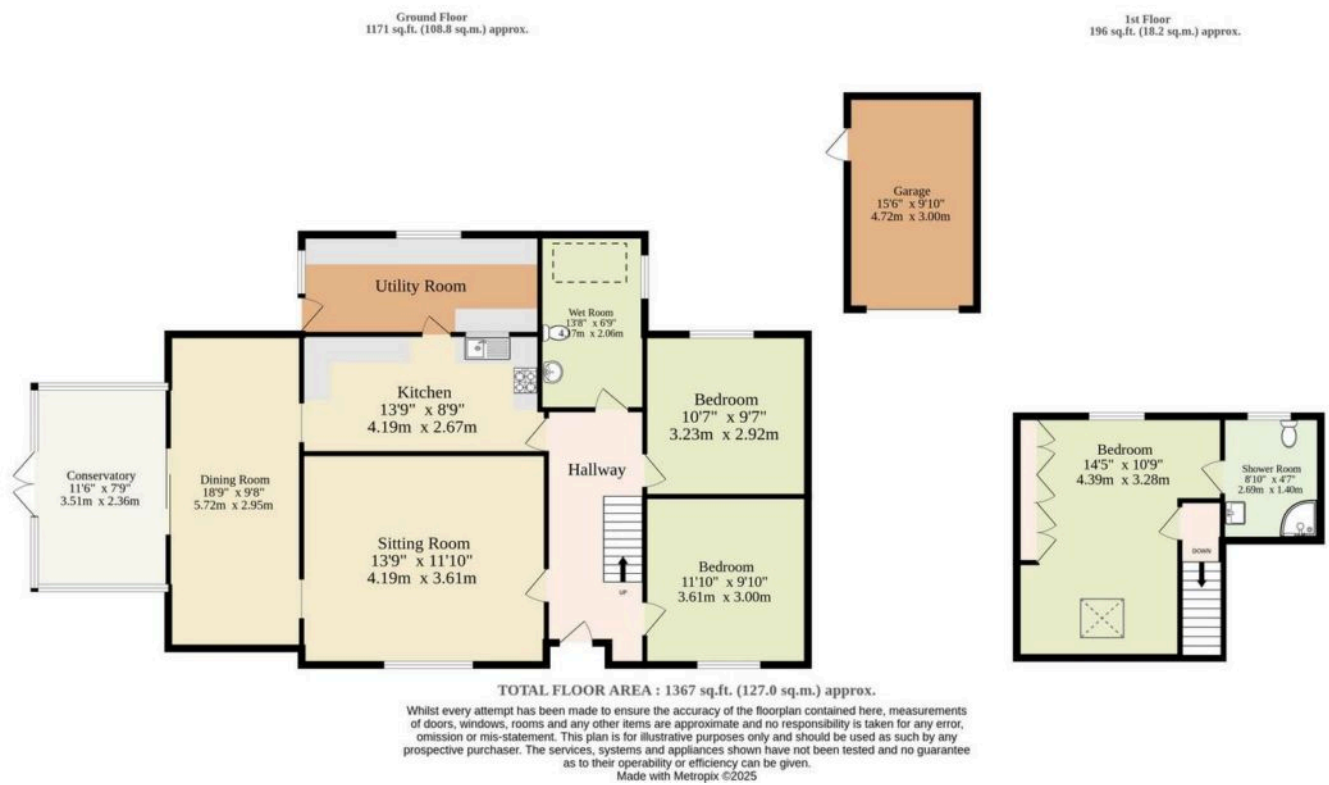 Ground Floor
1171 sq.ft. (108.8 sq.m.) approx.
1st Floor
196 sq.ft. (18.2 sq.m.) approx.
Garage
15'6" x 9'10"
4.72m x 3.00m
Utility Room
Wet Room
13'8" x 6'9"
4.17m x 2.06m
Kitchen
13'9" x 8'9"
4.19m x 2.67m
Bedroom
10'7" x 9'7"
3.23m x 2.92m
Hallway
Conservatory
11'6" x 7'9"
3.51m x 2.36m
Dining Room
18'9" x 9'8"
5.72m x 2.95m
Sitting Room
13'9" x 11'10"
4.19m x 3.61m
UP
Bedroom
11'10" x 9'10"
3.61m x 3.00m
Bedroom
14'5" x 10'9"
4.39m x 3.28m
Shower Room
8'10" x 4'7"
2.69m x 1.40m
DOWN
TOTAL FLOOR AREA : 1367 sq.ft. (127.0 sq.m.) approx.
Whilst every attempt has been made to ensure the accuracy of the floorplan contained here, measurements
of doors, windows, rooms and any other items are approximate and no responsibility is taken for any error,
omission or mis-statement. This plan is for illustrative purposes only and should be used as such by any
prospective purchaser. The services, systems and appliances shown have not been tested and no guarantee
as to their operability or efficiency can be given.
Made with Metropix ©2025